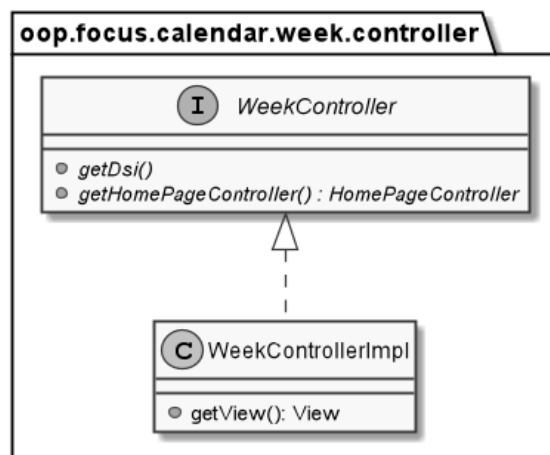 oop.focus.calendar.week.controller
I WeekController
getDsi()
getHomePageController() : HomePageController
C WeekControllerImpl
getView(): View